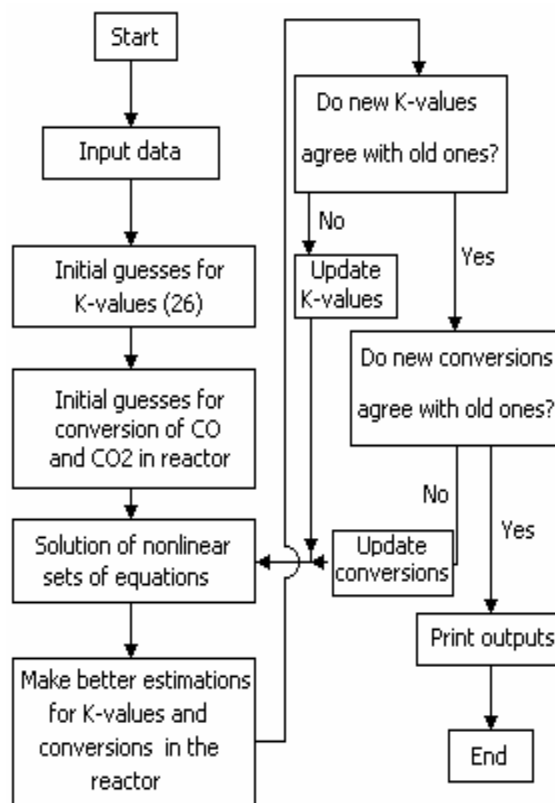 Start
Input data
Initial guesses for
K-values (26)
Initial guesses for
conversion of CO
and CO2 in reactor
Solution of nonlinear
sets of equations
Make better estimations
for K-values and
conversions in the
reactor
Do new K-values
agree with old ones?
No
Yes
Update
K-values
Do new conversions
agree with old ones?
No
Yes
Update
conversions
Print outputs
End